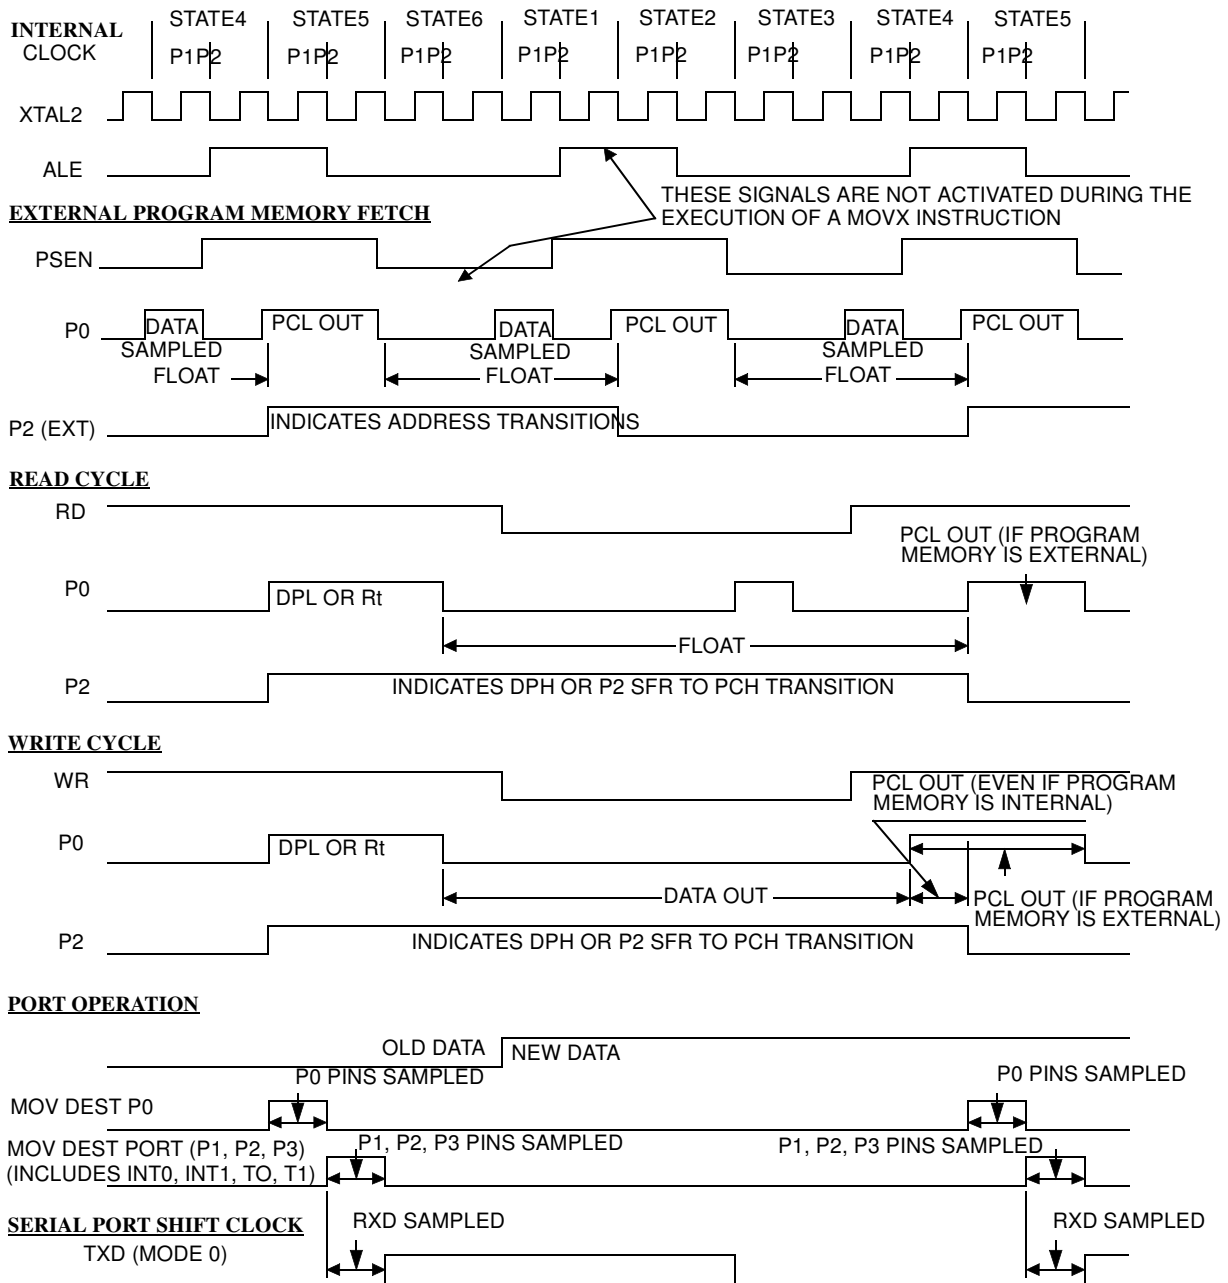 INTERNAL
CLOCK
STATE4 STATE5 STATE6 STATE1 STATE2 STATE3 STATE4 STATE5
P1P2 P1P2 P1P2 P1P2 P1P2 P1P2 P1P2 P1P2
XTAL2
ALE
THESE SIGNALS ARE NOT ACTIVATED DURING THE
EXECUTION OF A MOVX INSTRUCTION
EXTERNAL PROGRAM MEMORY FETCH
PSEN
P0
DATA PCL OUT DATA PCL OUT DATA PCL OUT
SAMPLED SAMPLED SAMPLED
FLOAT FLOAT FLOAT
P2 (EXT)
INDICATES ADDRESS TRANSITIONS
READ CYCLE
RD
PCL OUT (IF PROGRAM
MEMORY IS EXTERNAL)
P0
DPL OR Rt
FLOAT
P2
INDICATES DPH OR P2 SFR TO PCH TRANSITION
WRITE CYCLE
WR
PCL OUT (EVEN IF PROGRAM
MEMORY IS INTERNAL)
P0
DPL OR Rt
DATA OUT
PCL OUT (IF PROGRAM
MEMORY IS EXTERNAL)
P2
INDICATES DPH OR P2 SFR TO PCH TRANSITION
PORT OPERATION
OLD DATA NEW DATA
P0 PINS SAMPLED P0 PINS SAMPLED
MOV DEST P0
MOV DEST PORT (P1, P2, P3)
(INCLUDES INT0, INT1, TO, T1)
P1, P2, P3 PINS SAMPLED P1, P2, P3 PINS SAMPLED
SERIAL PORT SHIFT CLOCK
TXD (MODE 0)
RXD SAMPLED RXD SAMPLED